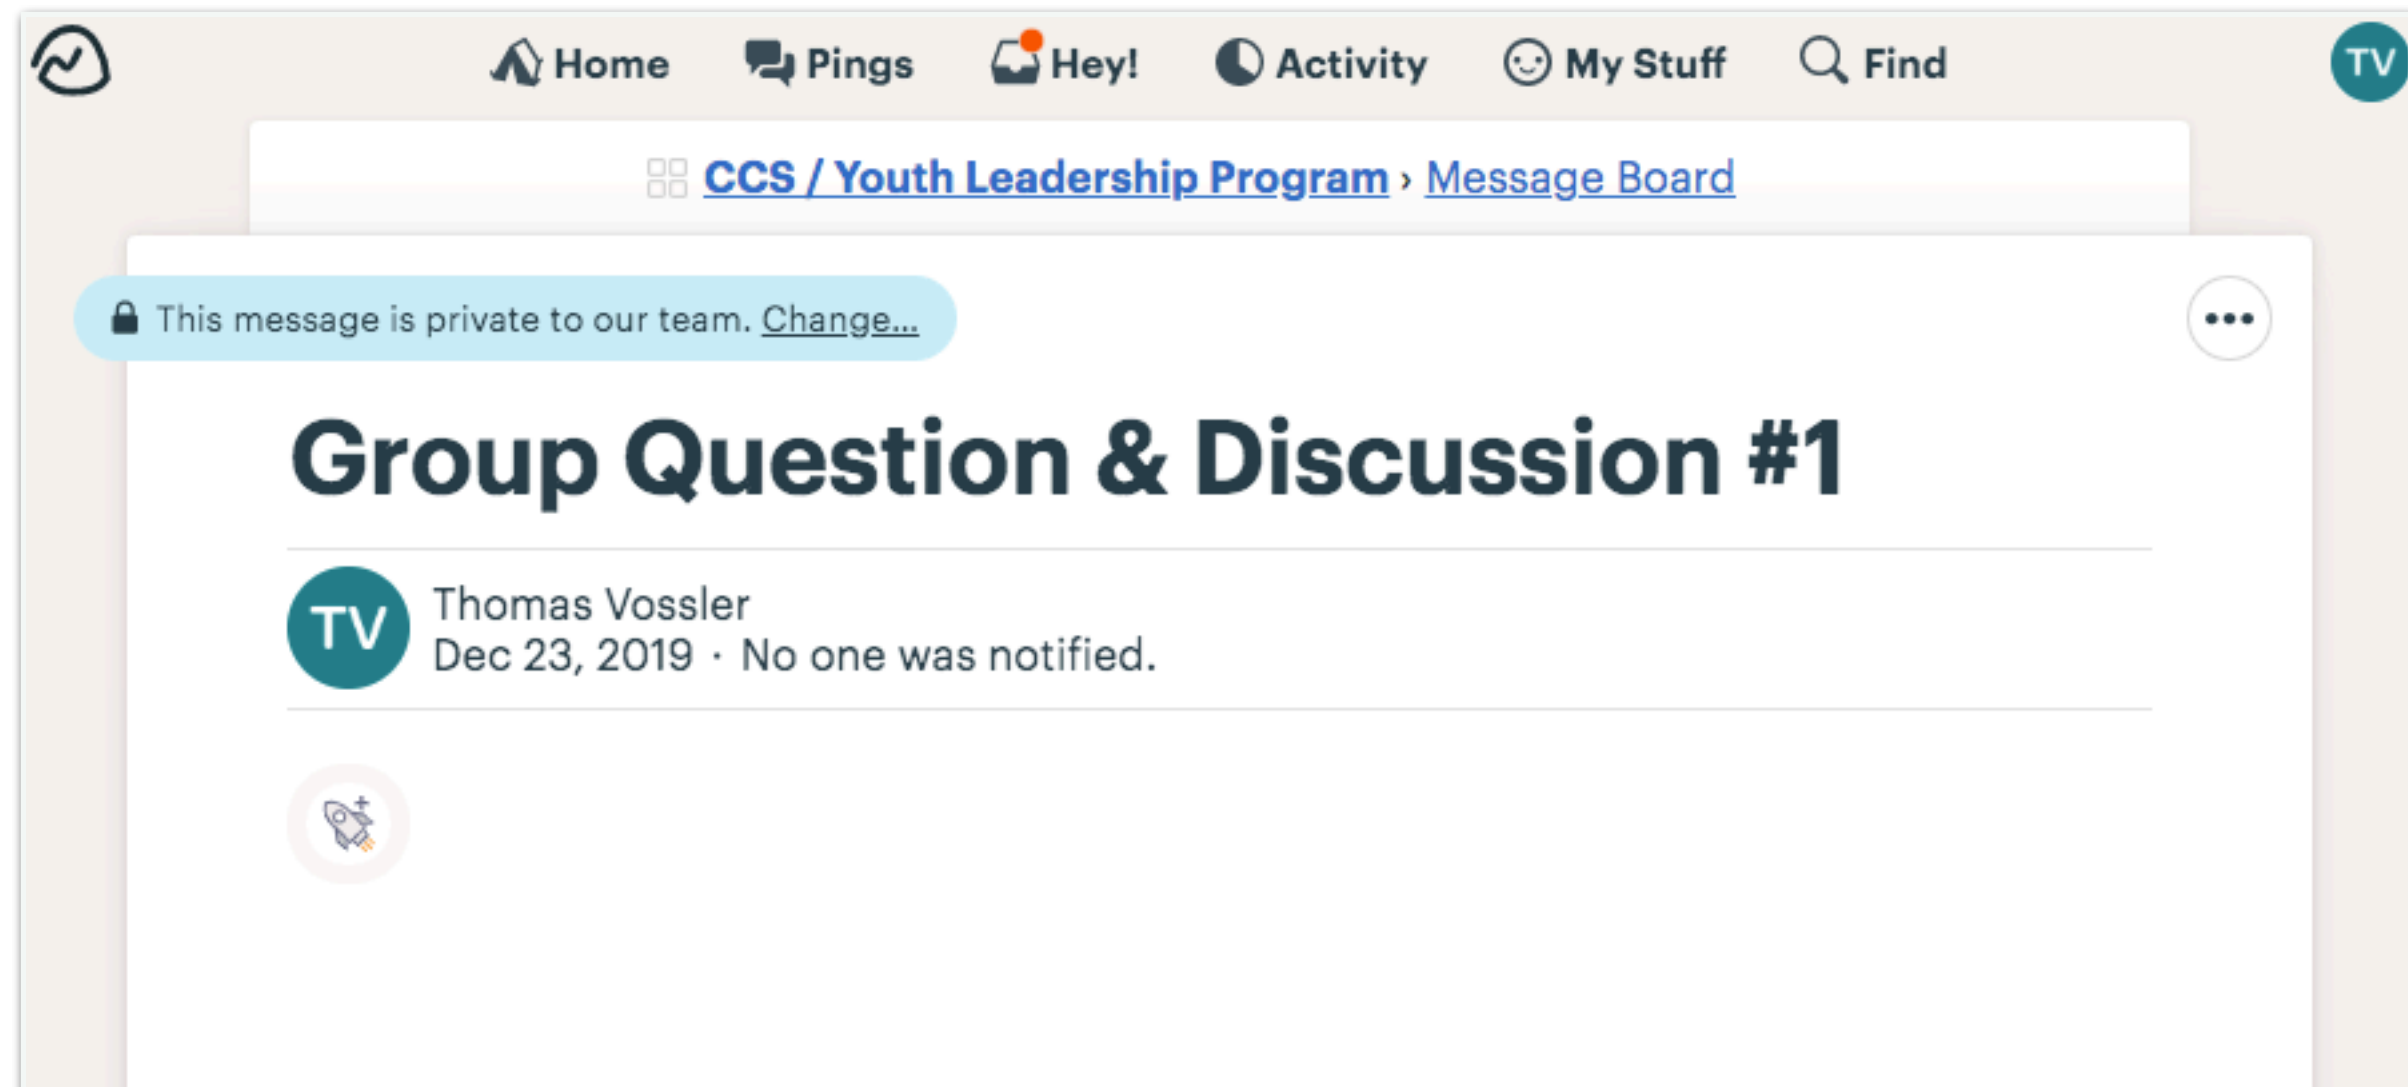 Home Pings Hey! Activity My Stuff Find TV
CCS / Youth Leadership Program › Message Board
This message is private to our team. Change...
Group Question & Discussion #1
TV
Thomas Vossler
Dec 23, 2019 · No one was notified.